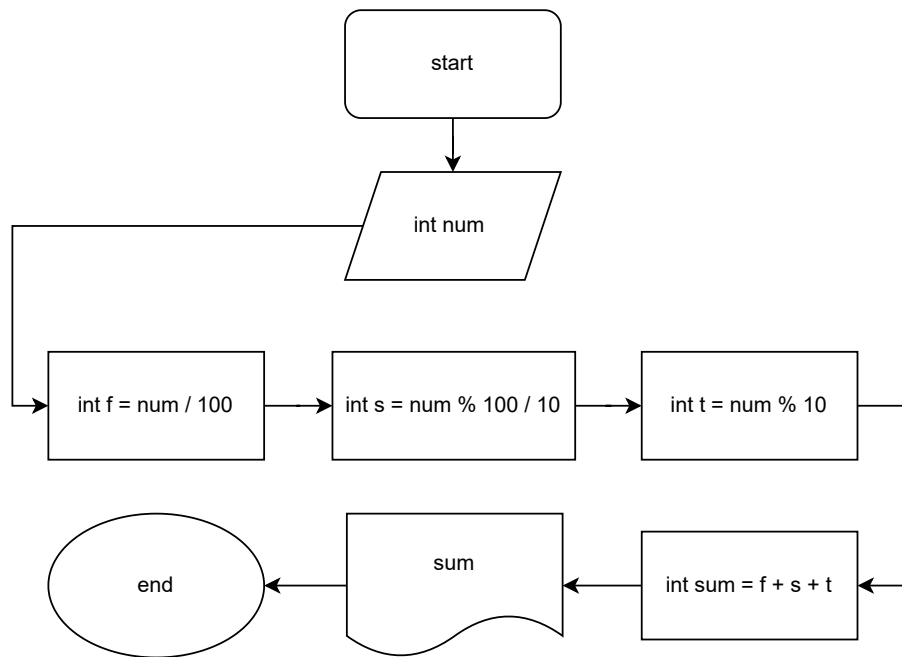 start
int num
int f = num / 100
int s = num % 100 / 10
int t = num % 10
int sum = f + s + t
sum
end